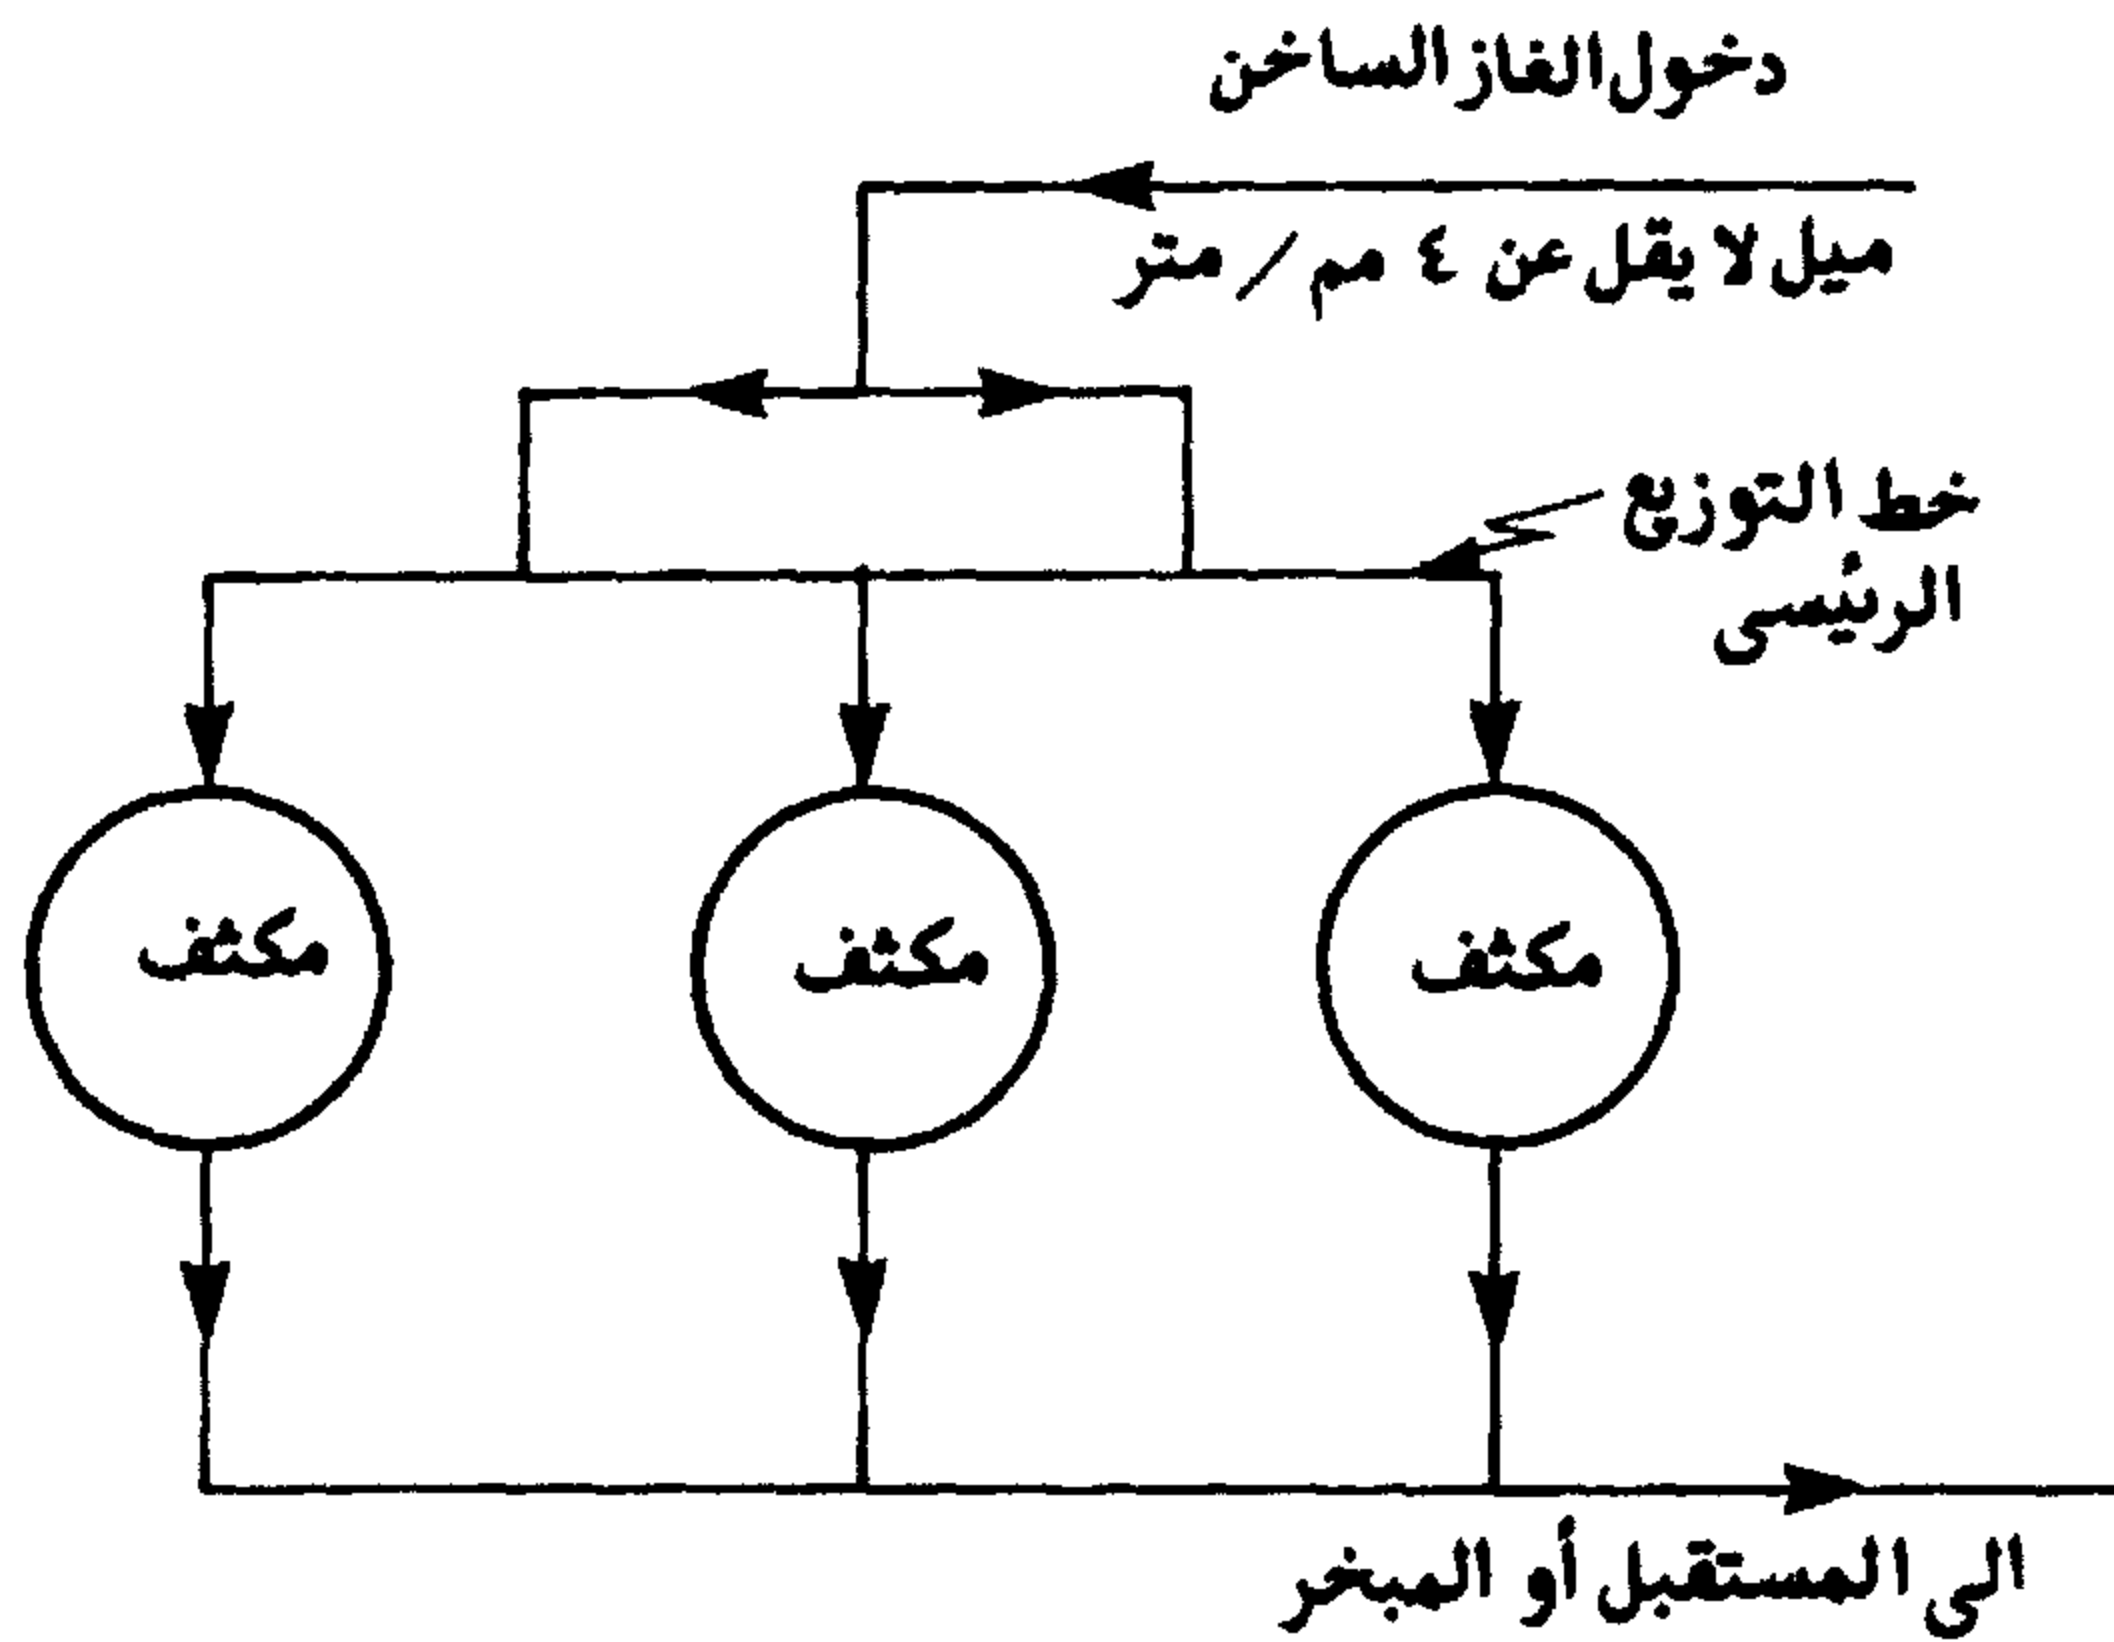 دخول الغاز الساخن
ميل لا يقل عن ٤ مم / متر
خط التوزيع
الرئيسى
مكثف
مكثف
مكثف
الى المستقبل أو المبخر